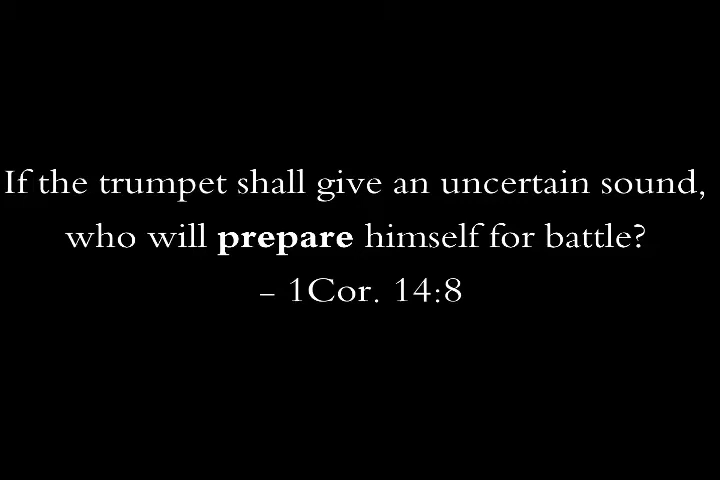 If the trumpet shall give an uncertain sound,
who will prepare himself for battle?
– 1Cor. 14:8